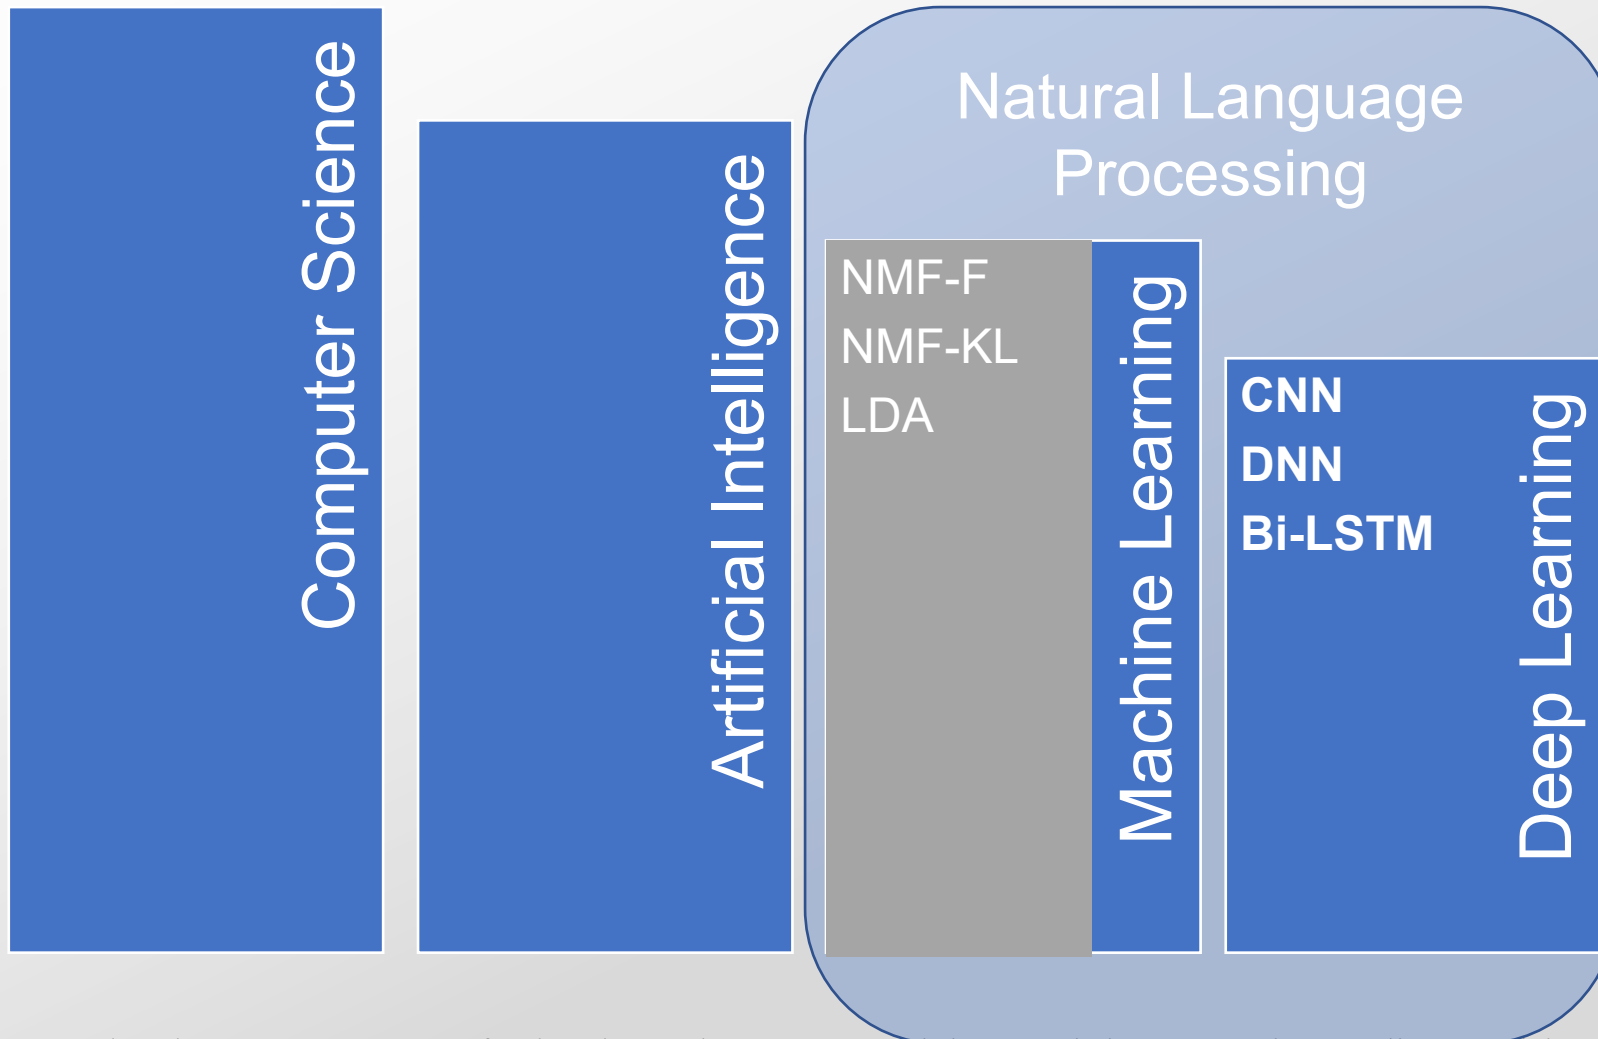 Computer Science
Artificial Intelligence
Natural Language
Processing
NMF-F
NMF-KL
LDA
Machine Learning
CNN
DNN
Bi-LSTM
Deep Learning